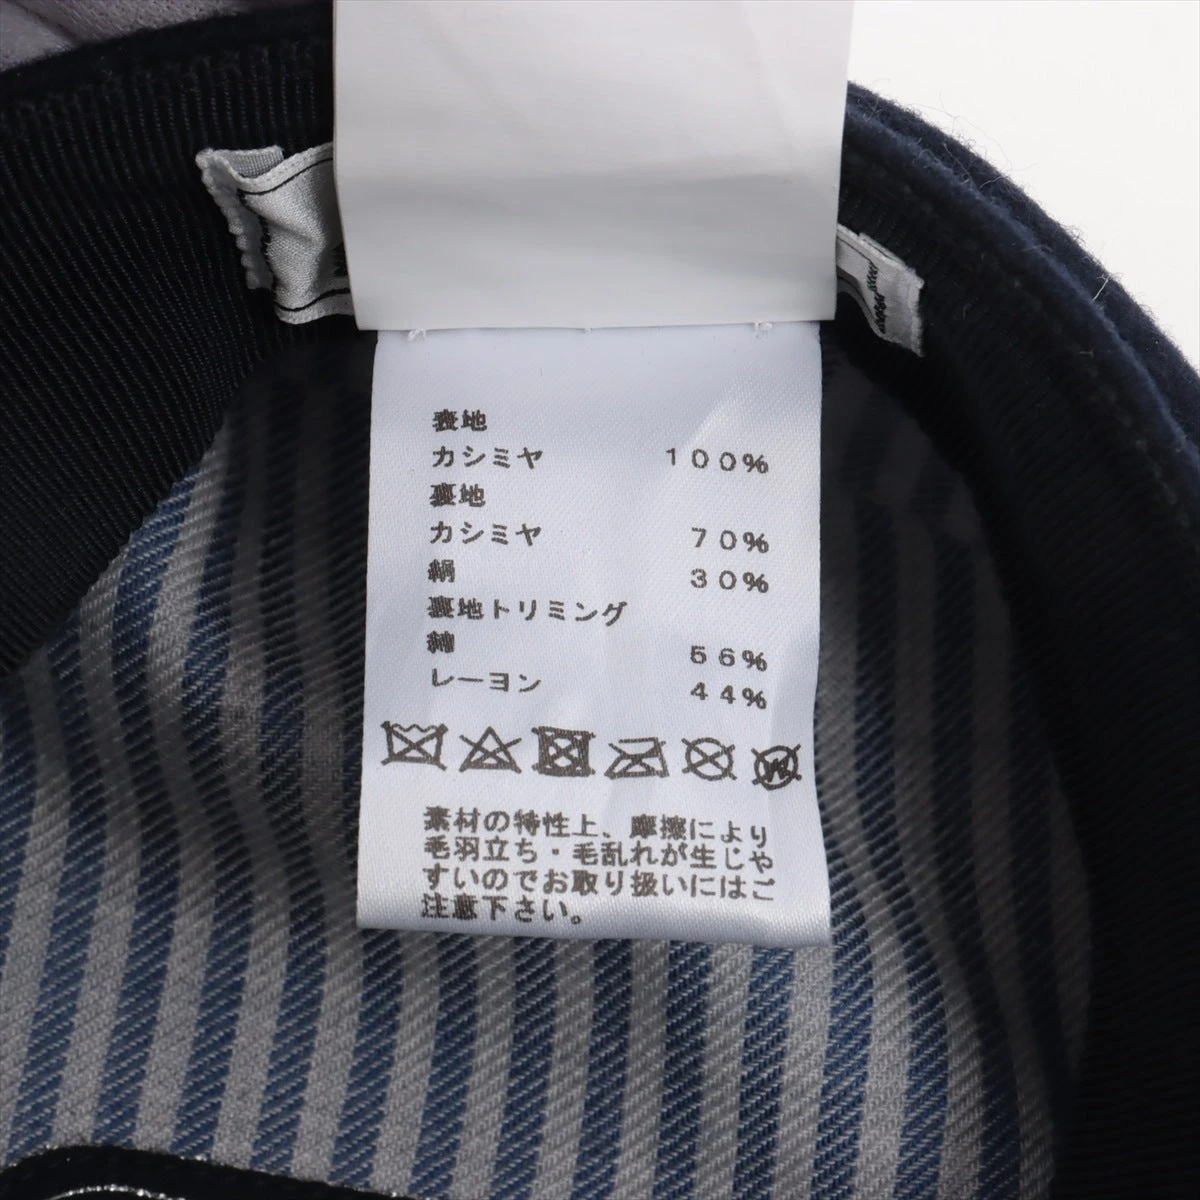 表地
カシミヤ 100%
裏地
カシミヤ 70%
絹 30%
裏地トリミング
綿 56%
レーヨン 44%
素材の特性上、摩擦により
毛羽立ち・毛乱れが生じや
すいのでお取り扱いにはご
注意下さい。